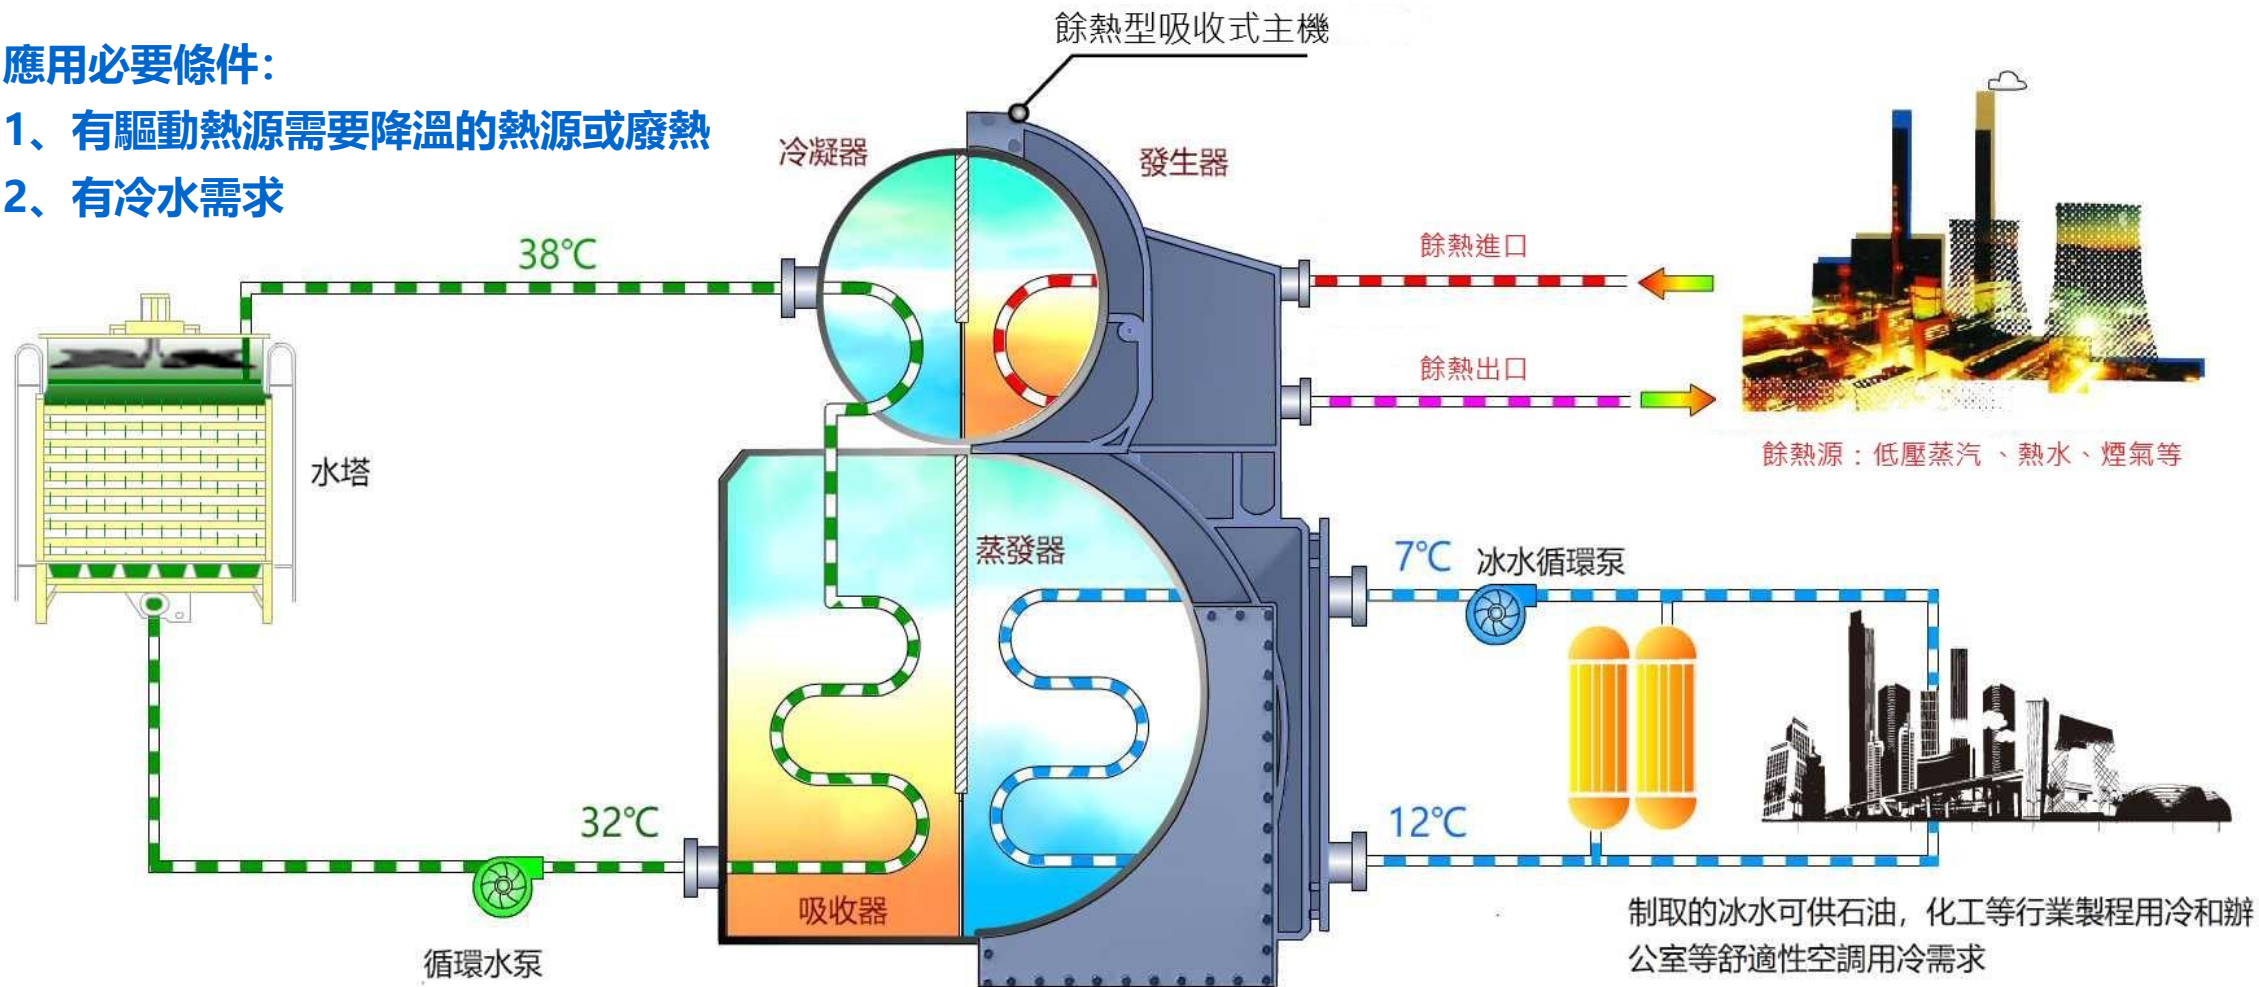 餘熱型吸收式主機
應用必要條件：
1、有驅動熱源需要降溫的熱源或廢熱
2、有冷水需求
冷凝器
發生器
38℃
餘熱進口
餘熱出口
餘熱源：低壓蒸汽 、熱水、煙氣等
水塔
蒸發器
7℃
冰水循環泵
32℃
12℃
吸收器
循環水泵
制取的冰水可供石油，化工等行業製程用冷和辦
公室等舒適性空調用冷需求